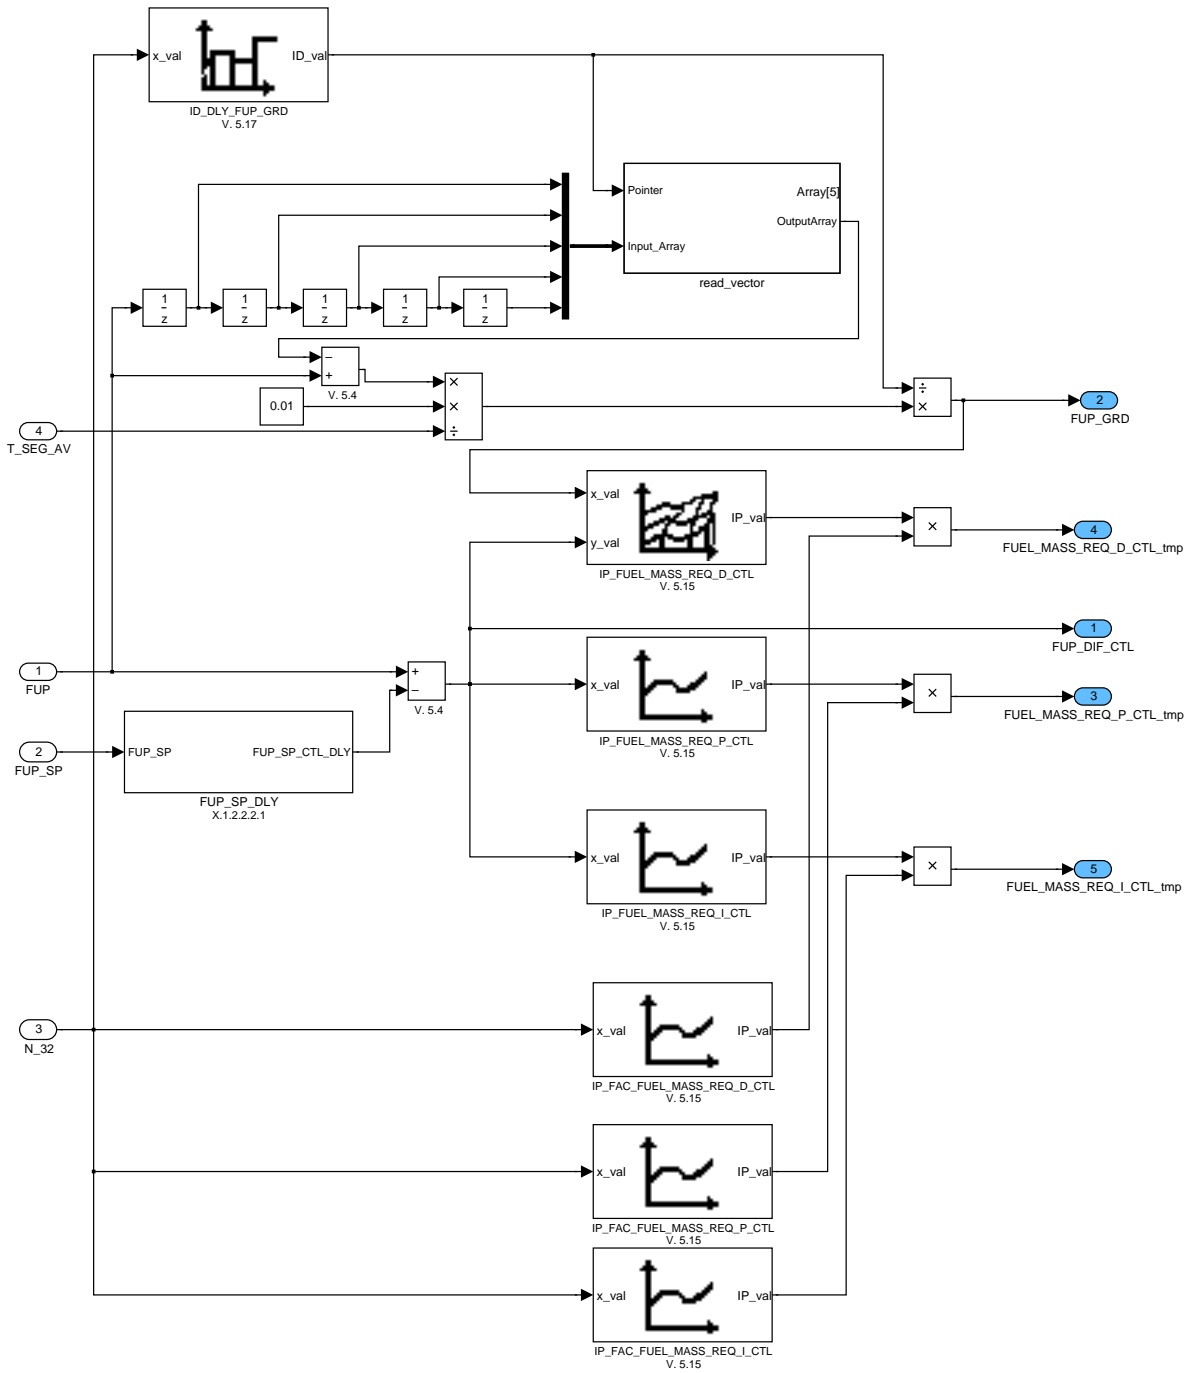 x_val
ID_val
ID_DLY_FUP_GRD
V. 5.17
Pointer
Array[5]
OutputArray
Input_Array
read_vector
1
z
1
z
1
z
1
z
1
z
–
+
V. 5.4
×
×
÷
0.01
4
T_SEG_AV
÷
×
2
FUP_GRD
x_val
IP_val
y_val
IP_FUEL_MASS_REQ_D_CTL
V. 5.15
×
4
FUEL_MASS_REQ_D_CTL_tmp
1
FUP_DIF_CTL
1
FUP
+
–
V. 5.4
x_val
IP_val
IP_FUEL_MASS_REQ_P_CTL
V. 5.15
×
3
FUEL_MASS_REQ_P_CTL_tmp
2
FUP_SP
FUP_SP
FUP_SP_CTL_DLY
FUP_SP_DLY
X.1.2.2.2.1
x_val
IP_val
IP_FUEL_MASS_REQ_I_CTL
V. 5.15
×
5
FUEL_MASS_REQ_I_CTL_tmp
3
N_32
x_val
IP_val
IP_FAC_FUEL_MASS_REQ_D_CTL
V. 5.15
x_val
IP_val
IP_FAC_FUEL_MASS_REQ_P_CTL
V. 5.15
x_val
IP_val
IP_FAC_FUEL_MASS_REQ_I_CTL
V. 5.15